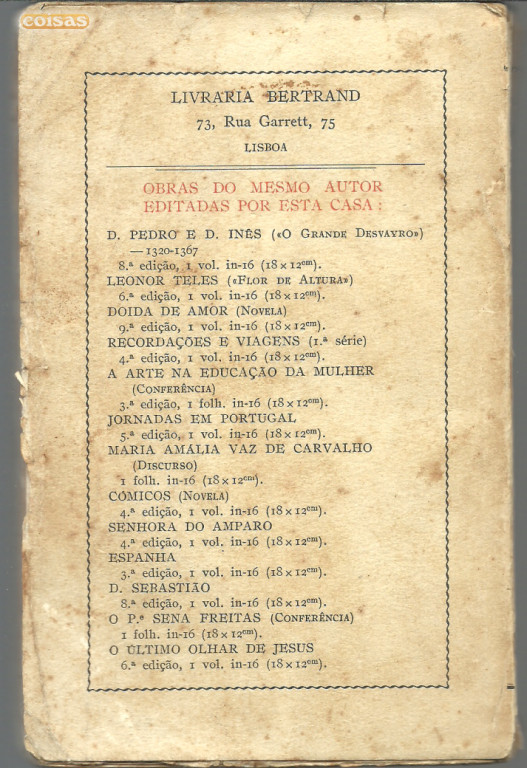 coisas
LIVRARIA BERTRAND
73, Rua Garrett, 75
LISBOA
OBRAS DO MESMO AUTOR
EDITADAS POR ESTA CASA :
D. PEDRO E D. INÊS («O GRANDE DESVAYRO»)
— 1320-1367
8.ª edição, 1 vol. in-16 (18 × 12cm).
LEONOR TELES («FLOR DE ALTURA»)
6.ª edição, 1 vol. in-16 (18 × 12cm).
DOIDA DE AMOR (NOVELA)
9.ª edição, 1 vol. in-16 (18 × 12cm).
RECORDAÇÕES E VIAGENS (1.ª série)
4.ª edição, 1 vol. in-16 (18 × 12cm).
A ARTE NA EDUCAÇÃO DA MULHER
(CONFERÊNCIA)
3.ª edição, 1 folh. in-16 (18 × 12cm).
JORNADAS EM PORTUGAL
5.ª edição, 1 vol. in-16 (18 × 12cm).
MARIA AMÁLIA VAZ DE CARVALHO
(DISCURSO)
1 folh. in-16 (18 × 12cm).
CÓMICOS (NOVELA)
4.ª edição, 1 vol. in-16 (18 × 12cm).
SENHORA DO AMPARO
4.ª edição, 1 vol. in-16 (18 × 12cm).
ESPANHA
3.ª edição, 1 vol. in-16 (18 × 12cm).
D. SEBASTIÃO
8.ª edição, 1 vol. in-16 (18 × 12cm).
O P.e SENA FREITAS (CONFERÊNCIA)
1 folh. in-16 (18 × 12cm).
O ÚLTIMO OLHAR DE JESUS
6.ª edição, 1 vol. in-16 (18 × 12cm).